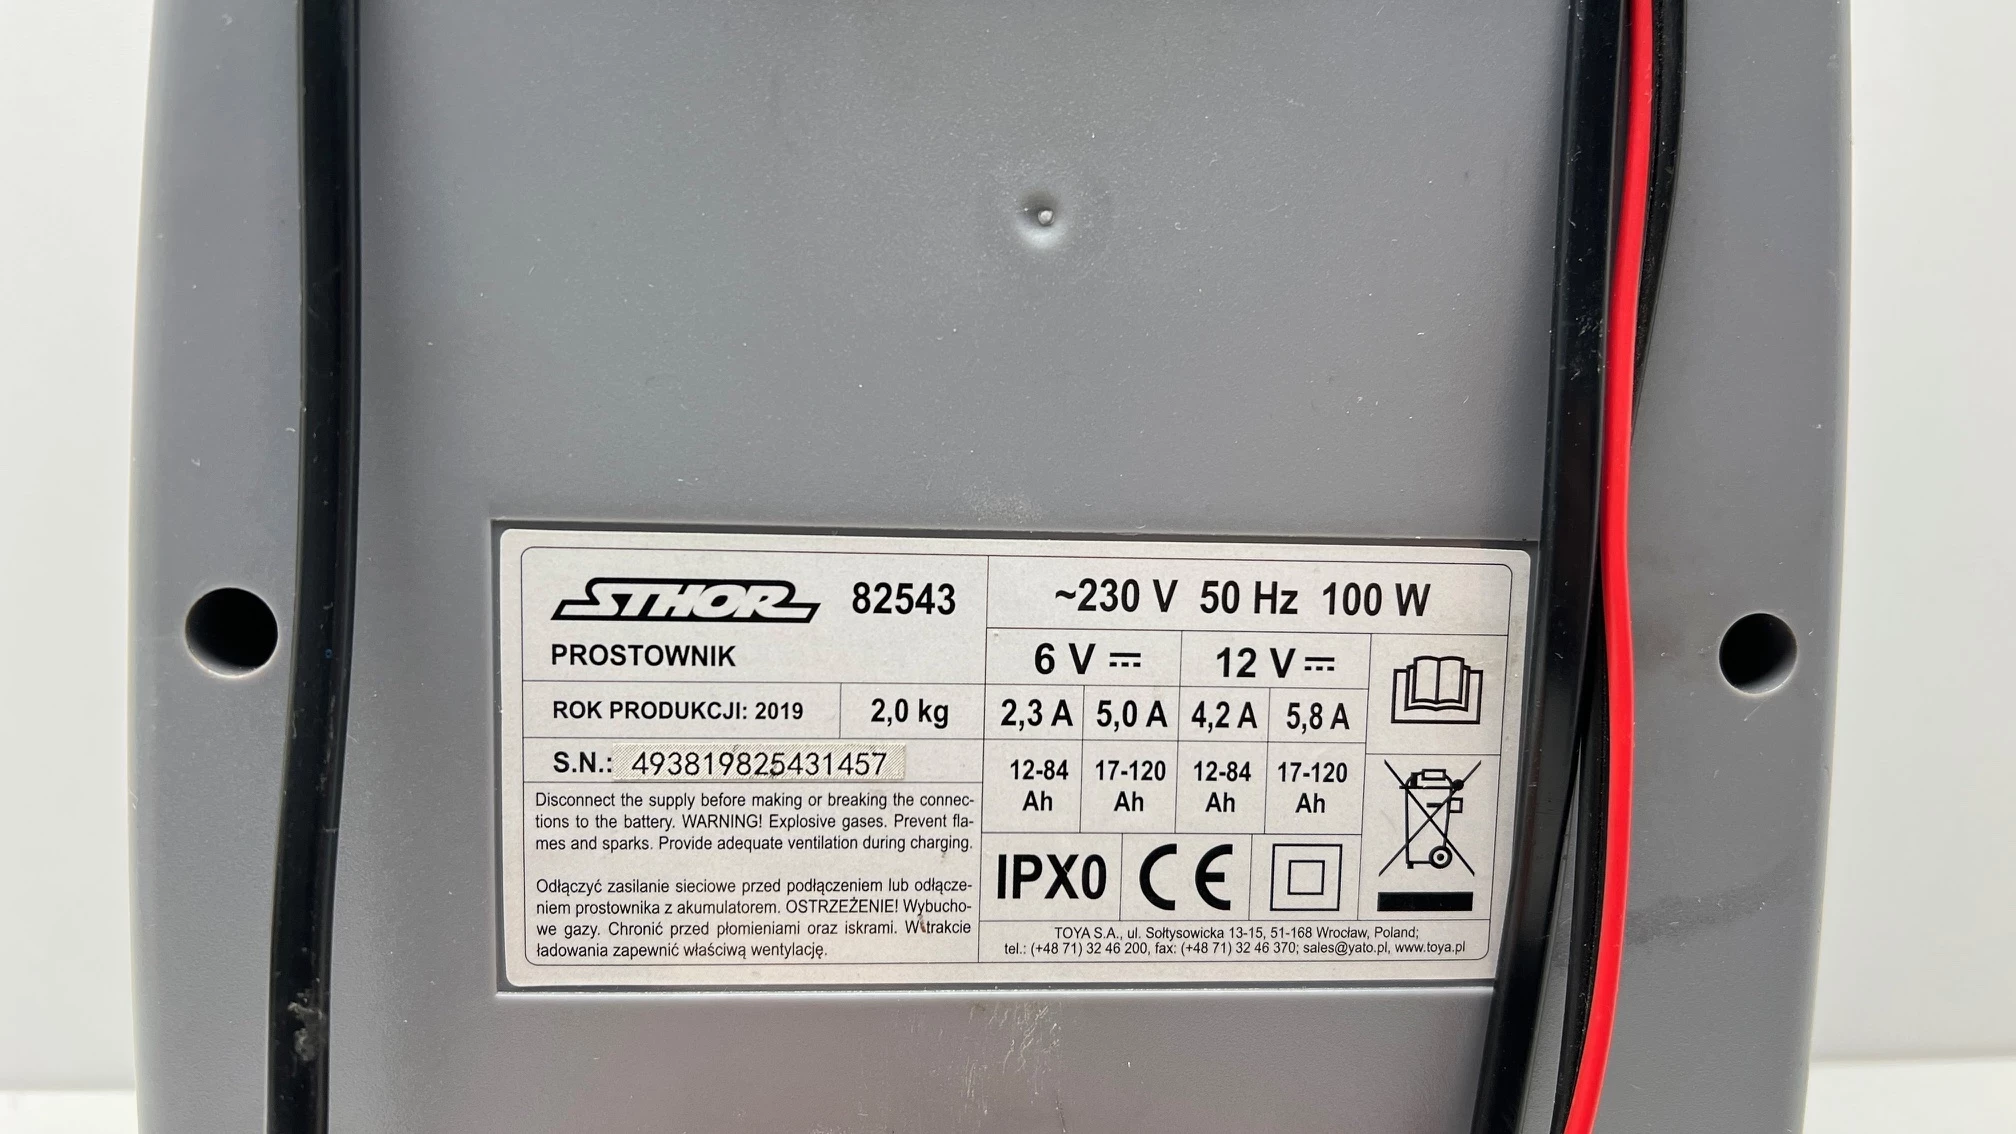 STHOR 82543
PROSTOWNIK
ROK PRODUKCJI: 2019
2,0 kg
S.N.: 493819825431457
Disconnect the supply before making or breaking the connec-
tions to the battery. WARNING! Explosive gases. Prevent fla-
mes and sparks. Provide adequate ventilation during charging.
Odłączyć zasilanie sieciowe przed podłączeniem lub odłącze-
niem prostownika z akumulatorem. OSTRZEŻENIE! Wybucho-
we gazy. Chronić przed płomieniami oraz iskrami. W trakcie
ładowania zapewnić właściwą wentylację.
~230 V 50 Hz 100 W
6 V 12 V
2,3 A 5,0 A 4,2 A 5,8 A
12-84 17-120 12-84 17-120
Ah Ah Ah Ah
IPX0 CE
TOYA S.A., ul. Sołtysowicka 13-15, 51-168 Wrocław, Poland;
tel.: (+48 71) 32 46 200, fax: (+48 71) 32 46 370; sales@yato.pl, www.toya.pl